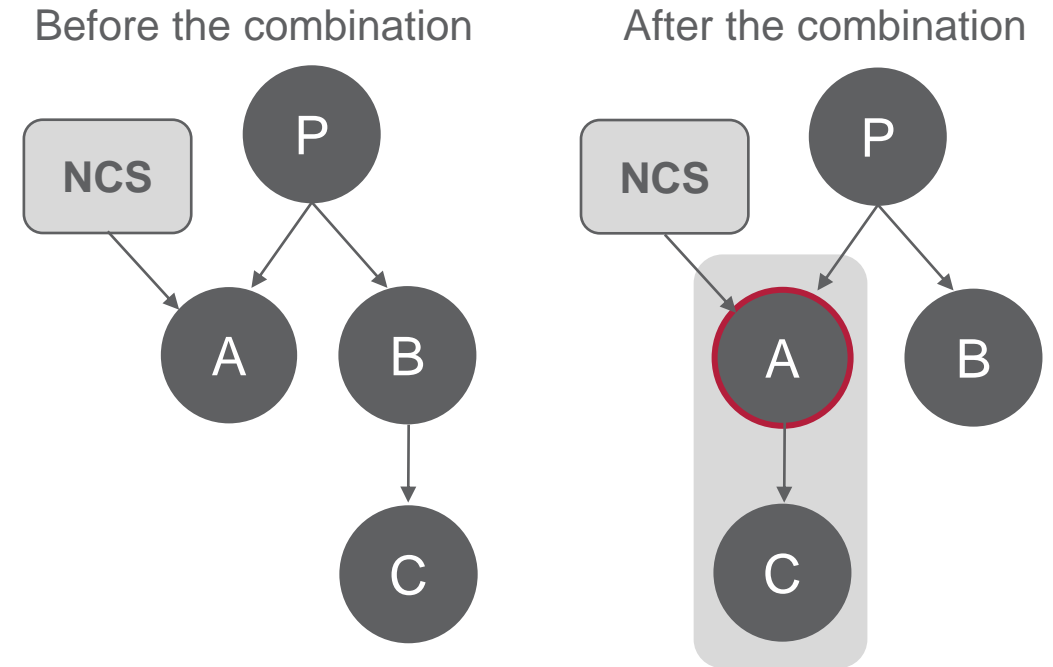 Before the combination
P
NCS
A
B
C
After the combination
P
NCS
A
B
C